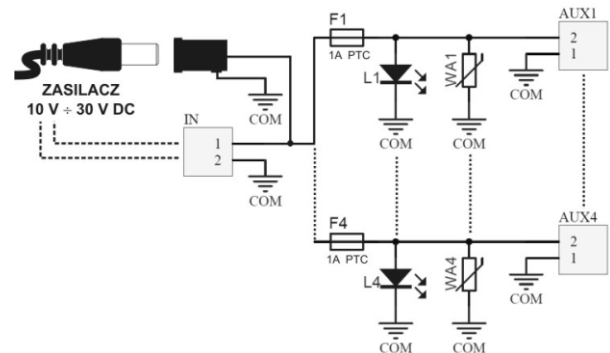 AUX1
F1
2
1A PTC
1
L1
WA1
COM
ZASILACZ
10 V ÷ 30 V DC
COM
IN
COM
COM
1
2
COM
AUX4
F4
2
1A PTC
1
L4
WA4
COM
COM
COM